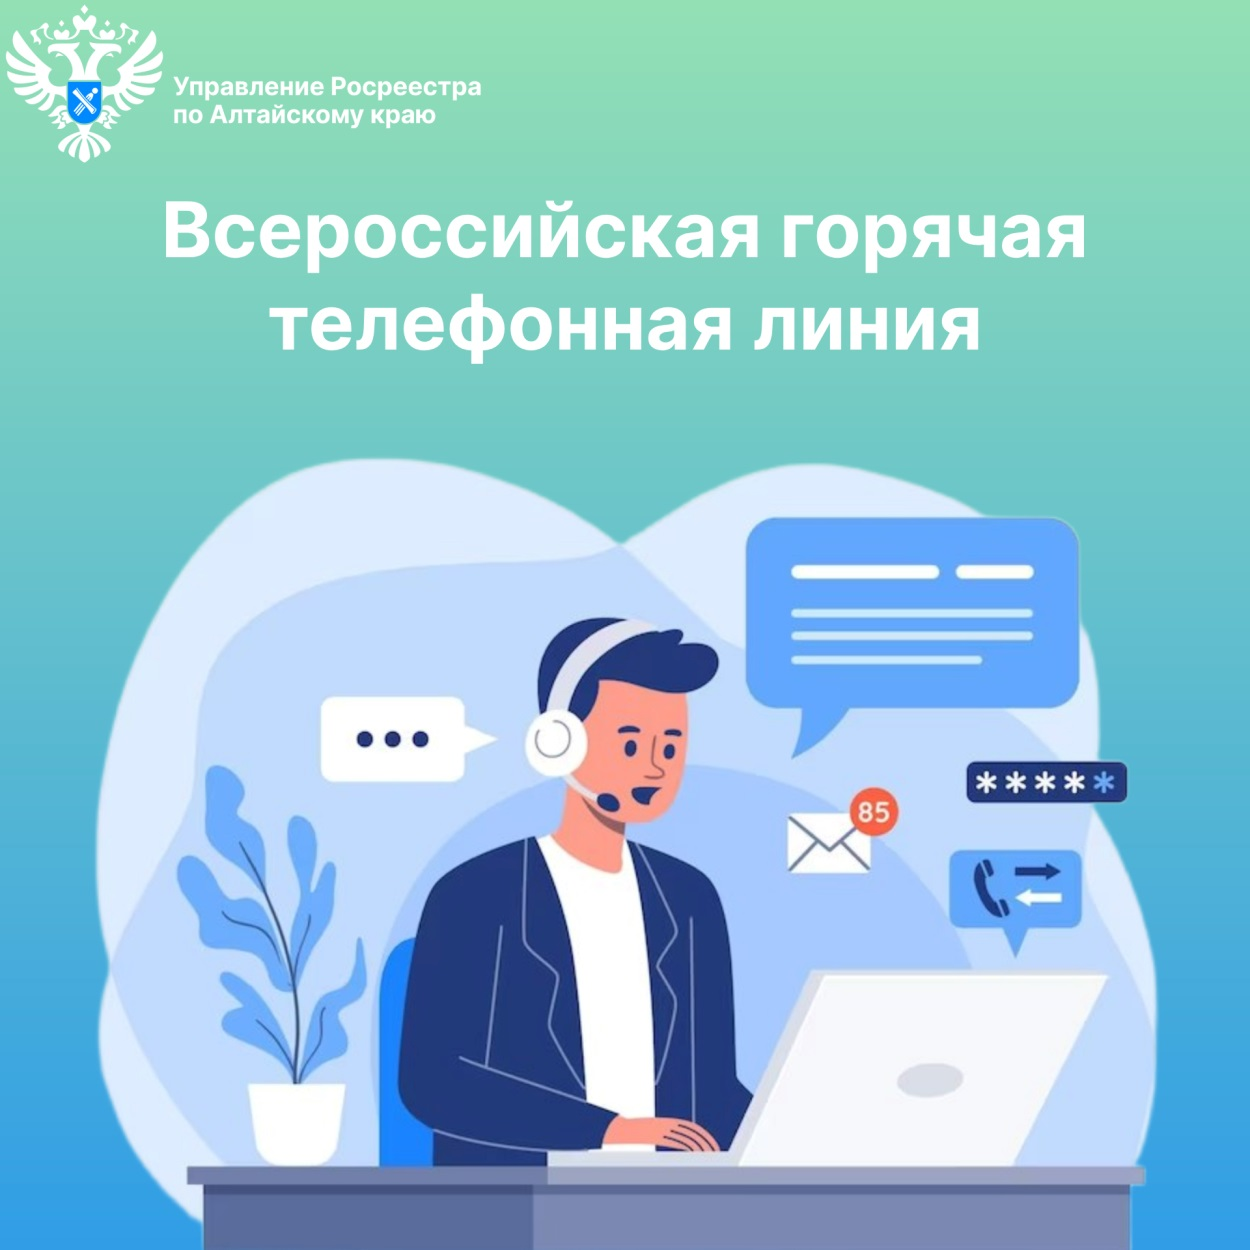 Управление Росреестра
по Алтайскому краю
Всероссийская горячая
телефонная линия
*****
85